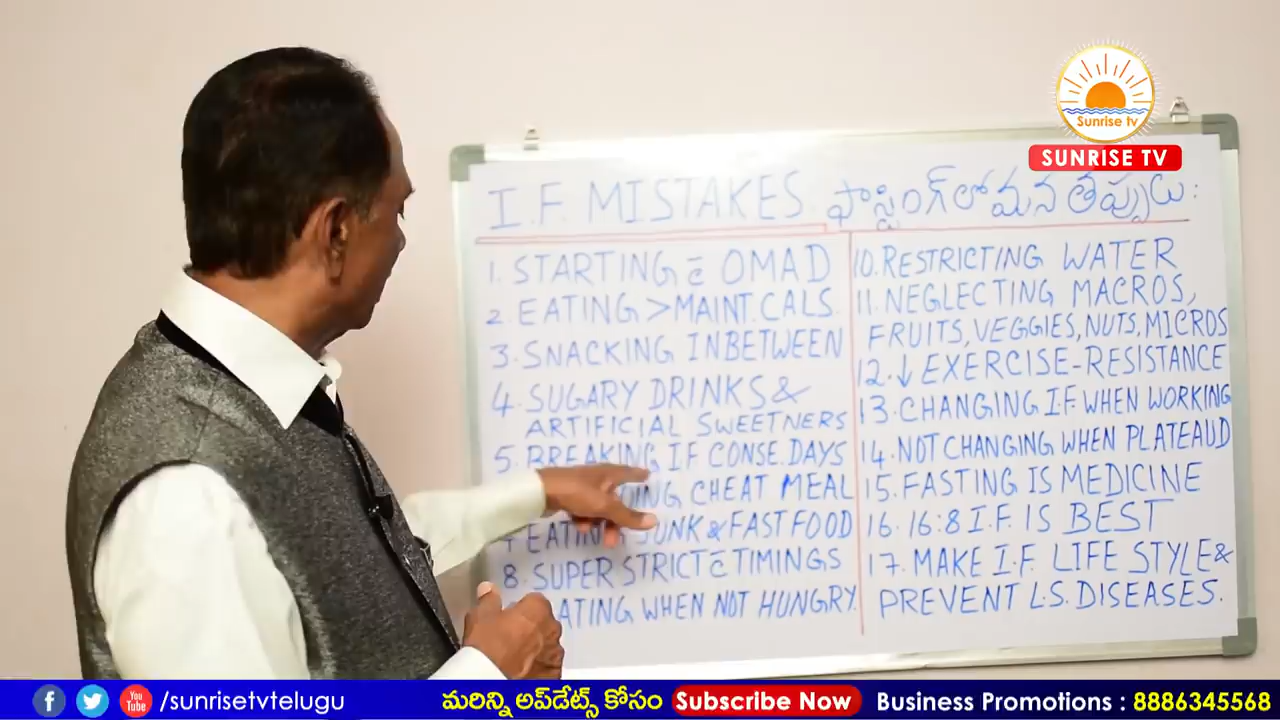 Sunrise tv
SUNRISE TV
I.F. MISTAKES ఫాస్టింగ్‌లోమన తప్పులు:
1. STARTING c̄ OMAD
2. EATING >MAINT. CALS.
3. SNACKING INBETWEEN
4. SUGARY DRINKS &
ARTIFICIAL SWEETNERS
5. BREAKING IF CONSE. DAYS
CHEAT MEAL
EATING JUNK & FAST FOOD
8. SUPER STRICT c̄ TIMINGS
WHEN NOT HUNGRY.
10. RESTRICTING WATER
11. NEGLECTING MACROS,
FRUITS, VEGGIES, NUTS, MICROS
12. ↓ EXERCISE-RESISTANCE
13. CHANGING I.F. WHEN WORKING
14. NOT CHANGING WHEN PLATEAUD
15. FASTING IS MEDICINE
16. 16:8 I.F. IS BEST
17. MAKE I.F. LIFE STYLE &
PREVENT L.S. DISEASES.
You Tube /sunrisetvtelugu మరిన్ని అప్‌డేట్స్ కోసం Subscribe Now Business Promotions : 8886345568